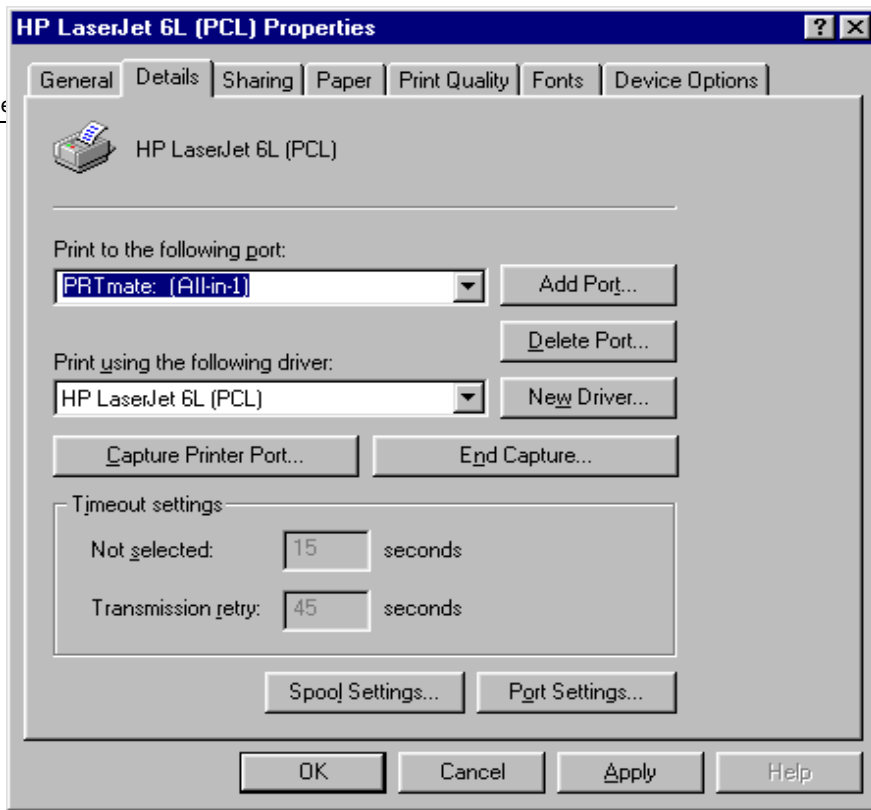 HP LaserJet 6L (PCL) Properties
General Details Sharing Paper Print Quality Fonts Device Options
HP LaserJet 6L (PCL)
Print to the following port:
PRTmate: (All-in-1)
Add Port...
Delete Port...
Print using the following driver:
HP LaserJet 6L (PCL)
New Driver...
Capture Printer Port... End Capture...
Timeout settings
Not selected: 15 seconds
Transmission retry: 45 seconds
Spool Settings... Port Settings...
OK Cancel Apply Help